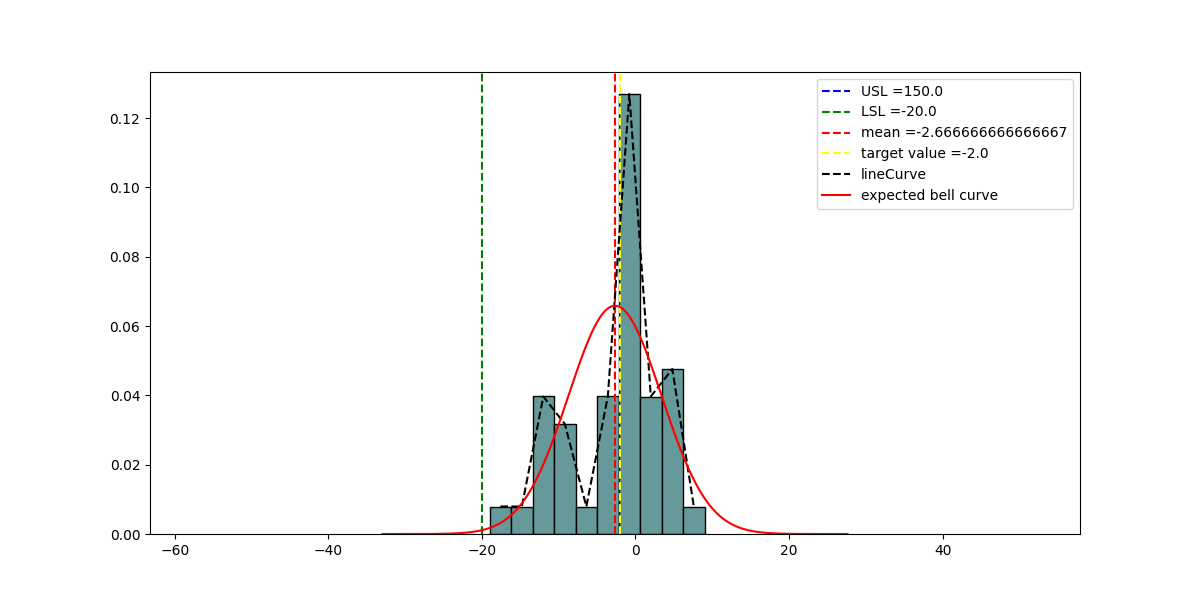 USL =150.0
LSL =-20.0
mean =-2.666666666666667
target value =-2.0
lineCurve
expected bell curve
0.12
0.10
0.08
0.06
0.04
0.02
0.00
−60 −40 −20 0 20 40